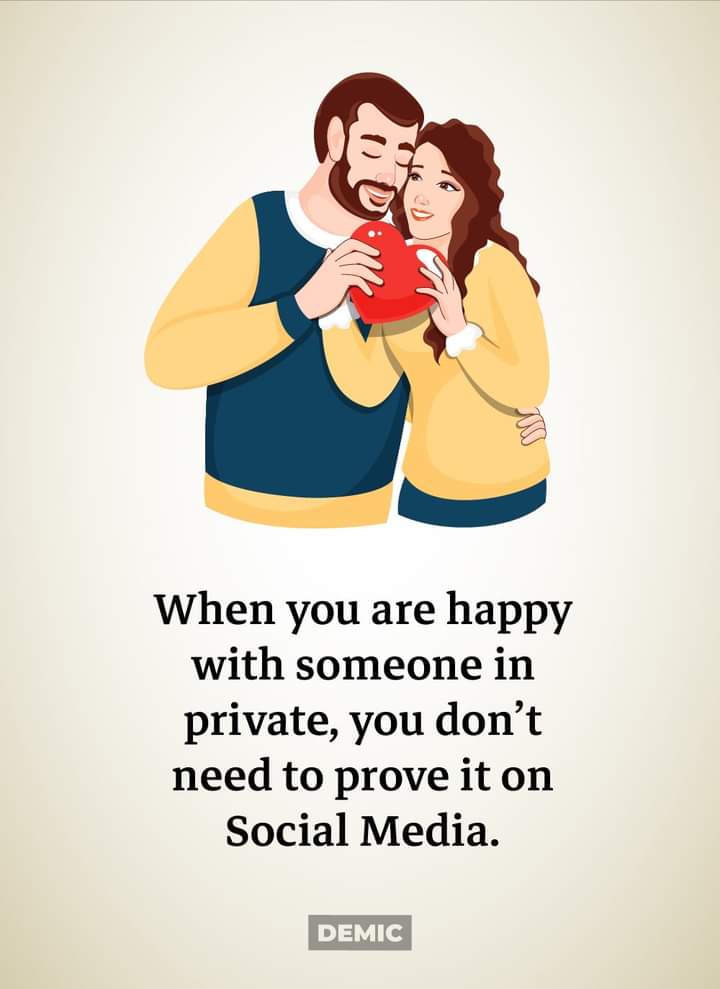 When you are happy
with someone in
private, you don’t
need to prove it on
Social Media.
DEMIC